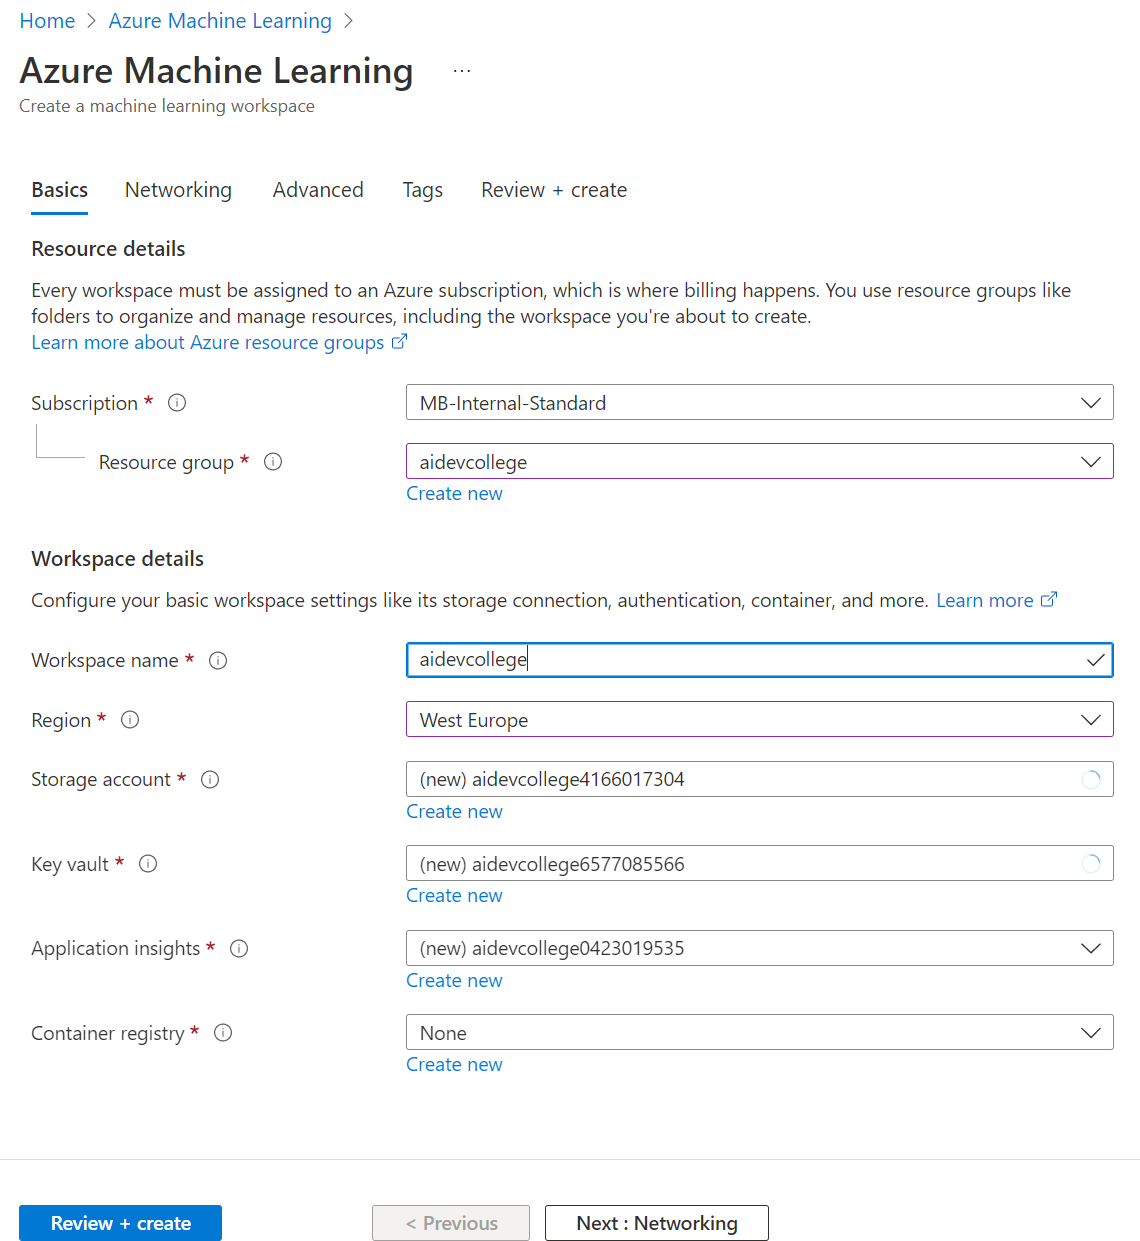 Home > Azure Machine Learning >
Azure Machine Learning ...
Create a machine learning workspace
Basics Networking Advanced Tags Review + create
Resource details
Every workspace must be assigned to an Azure subscription, which is where billing happens. You use resource groups like
folders to organize and manage resources, including the workspace you're about to create.
Learn more about Azure resource groups
Subscription * MB-Internal-Standard
Resource group * aidevcollege
Create new
Workspace details
Configure your basic workspace settings like its storage connection, authentication, container, and more. Learn more
Workspace name * aidevcollege
Region * West Europe
Storage account * (new) aidevcollege4166017304
Create new
Key vault * (new) aidevcollege6577085566
Create new
Application insights * (new) aidevcollege0423019535
Create new
Container registry * None
Create new
Review + create < Previous Next : Networking